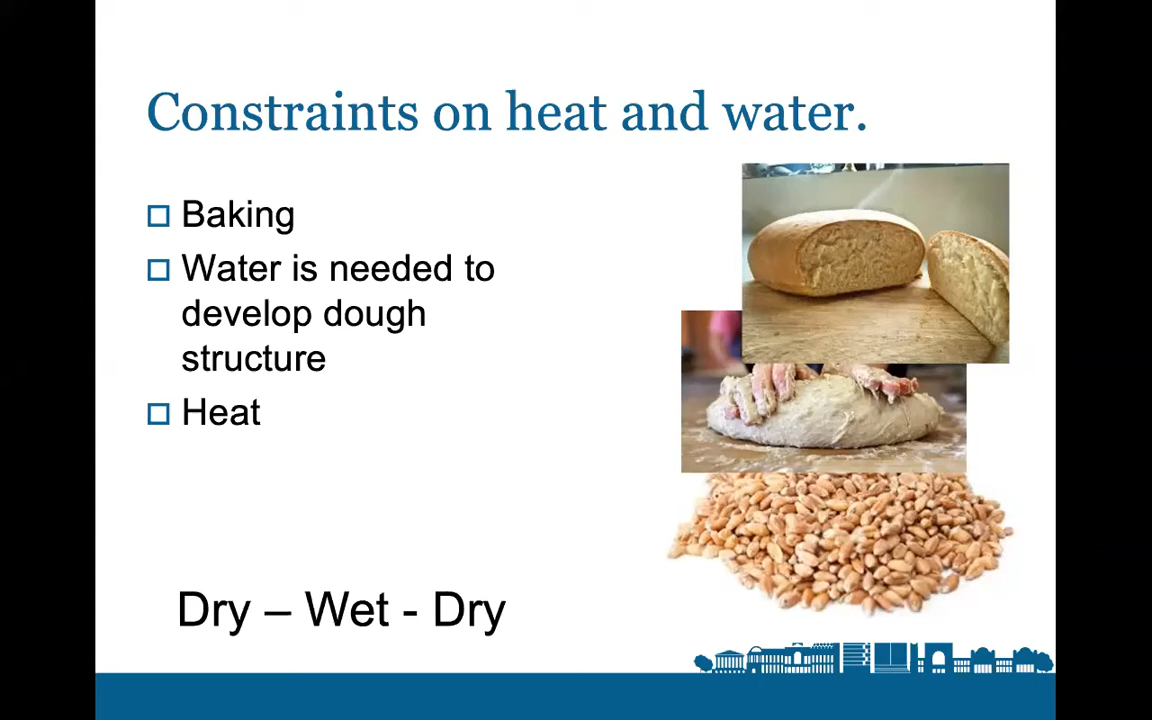 Constraints on heat and water.
Baking
Water is needed to
develop dough
structure
Heat
Dry – Wet - Dry